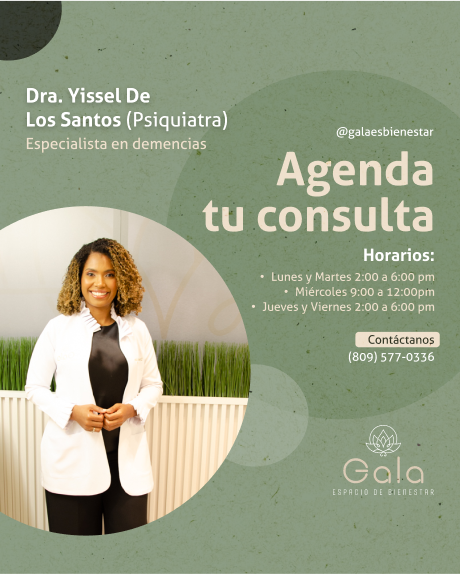 Dra. Yissel De
Los Santos (Psiquiatra)
Especialista en demencias
@galaesbienestar
Agenda
tu consulta
Horarios:
• Lunes y Martes 2:00 a 6:00 pm
• Miércoles 9:00 a 12:00pm
• Jueves y Viernes 2:00 a 6:00 pm
Contáctanos
(809) 577-0336
Gala
ESPACIO DE BIENESTAR